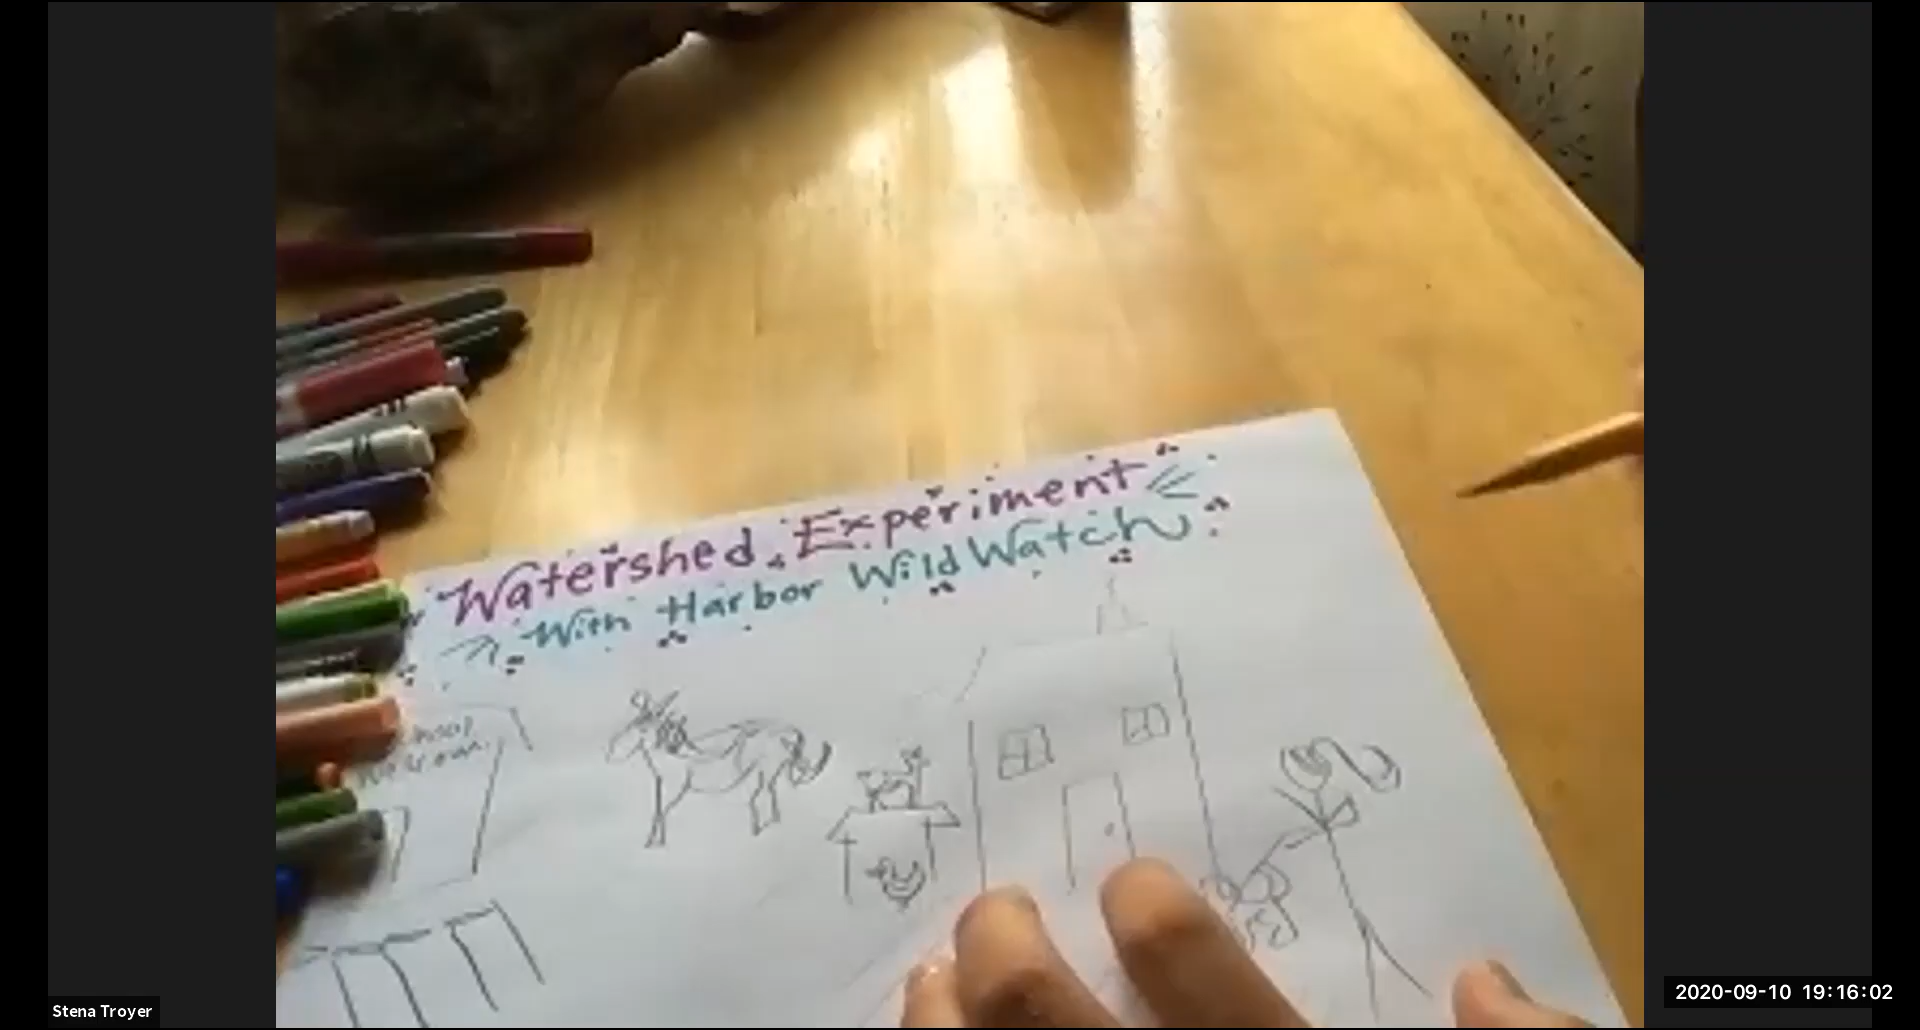 Watershed Experiment
With Harbor WildWatch
Stena Troyer
2020-09-10 19:16:02